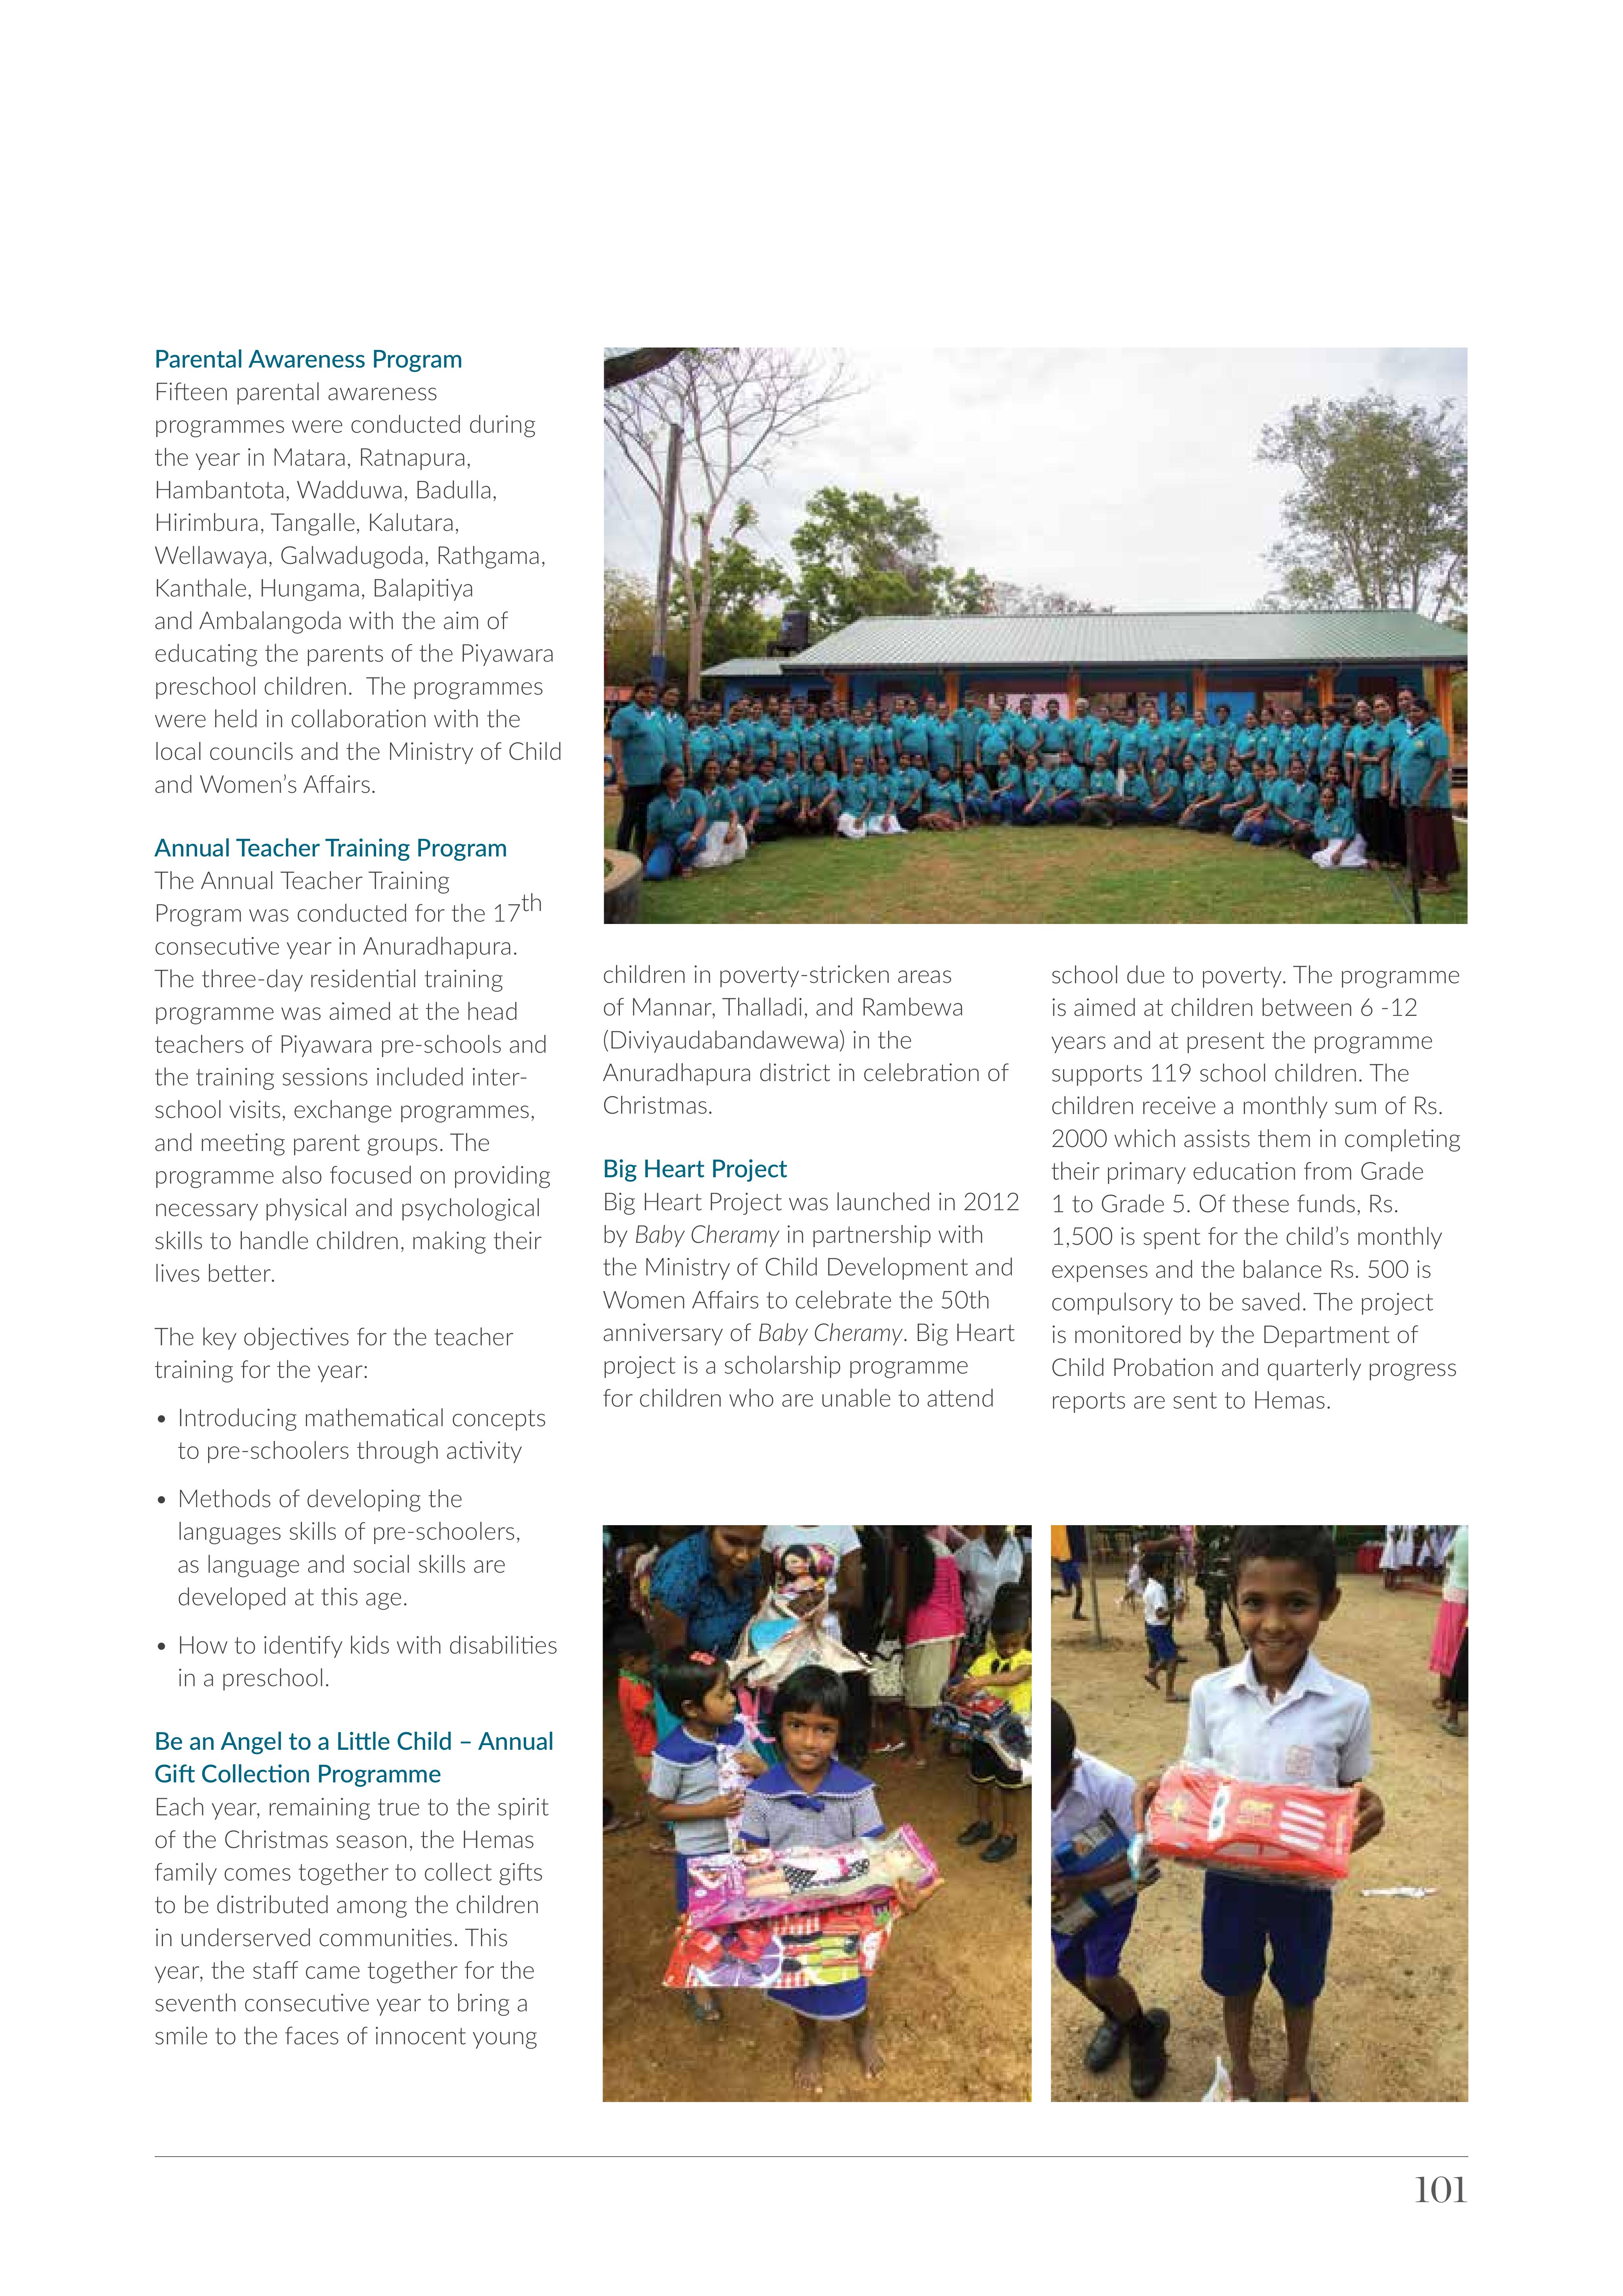 Parental Awareness Program
Fifteen parental awareness
programmes were conducted during
the year in Matara, Ratnapura,
Hambantota, Wadduwa, Badulla,
Hirimbura, Tangalle, Kalutara,
Wellawaya, Galwadugoda, Rathgama,
Kanthale, Hungama, Balapitiya
and Ambalangoda with the aim of
educating the parents of the Piyawara
preschool children.  The programmes
were held in collaboration with the
local councils and the Ministry of Child
and Women's Affairs.
Annual Teacher Training Program
The Annual Teacher Training
Program was conducted for the 17th
consecutive year in Anuradhapura.
The three-day residential training
programme was aimed at the head
teachers of Piyawara pre-schools and
the training sessions included inter-
school visits, exchange programmes,
and meeting parent groups. The
programme also focused on providing
necessary physical and psychological
skills to handle children, making their
lives better.
The key objectives for the teacher
training for the year:
• Introducing mathematical concepts
to pre-schoolers through activity
• Methods of developing the
languages skills of pre-schoolers,
as language and social skills are
developed at this age.
• How to identify kids with disabilities
in a preschool.
Be an Angel to a Little Child – Annual
Gift Collection Programme
Each year, remaining true to the spirit
of the Christmas season, the Hemas
family comes together to collect gifts
to be distributed among the children
in underserved communities. This
year, the staff came together for the
seventh consecutive year to bring a
smile to the faces of innocent young
children in poverty-stricken areas
of Mannar, Thalladi, and Rambewa
(Diviyaudabandawewa) in the
Anuradhapura district in celebration of
Christmas.
Big Heart Project
Big Heart Project was launched in 2012
by Baby Cheramy in partnership with
the Ministry of Child Development and
Women Affairs to celebrate the 50th
anniversary of Baby Cheramy. Big Heart
project is a scholarship programme
for children who are unable to attend
school due to poverty. The programme
is aimed at children between 6 -12
years and at present the programme
supports 119 school children. The
children receive a monthly sum of Rs.
2000 which assists them in completing
their primary education from Grade
1 to Grade 5. Of these funds, Rs.
1,500 is spent for the child's monthly
expenses and the balance Rs. 500 is
compulsory to be saved. The project
is monitored by the Department of
Child Probation and quarterly progress
reports are sent to Hemas.
101